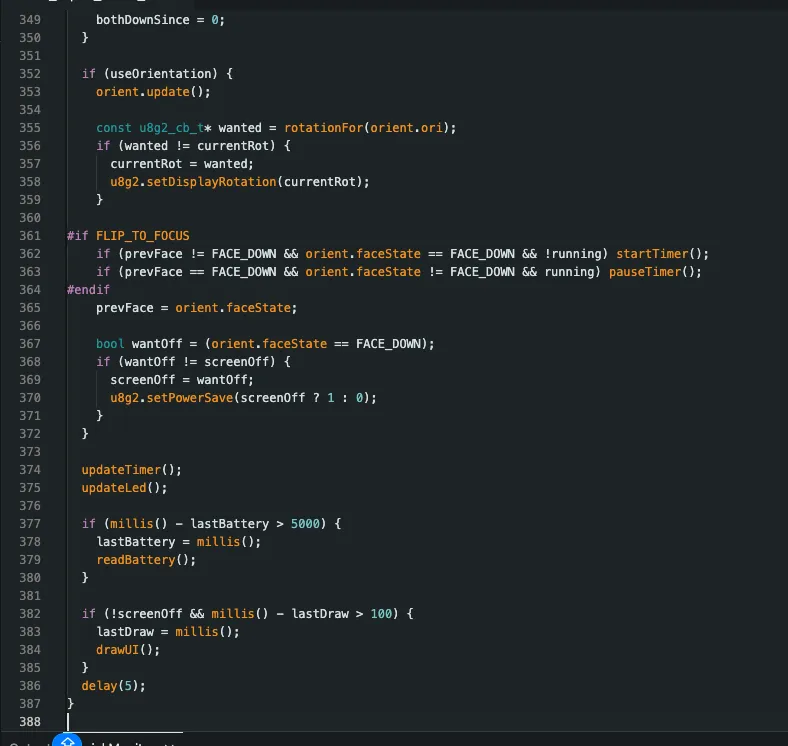 349 bothDownSince = 0;
350 }
351
352 if (useOrientation) {
353 orient.update();
354
355 const u8g2_cb_t* wanted = rotationFor(orient.ori);
356 if (wanted != currentRot) {
357 currentRot = wanted;
358 u8g2.setDisplayRotation(currentRot);
359 }
360
361 #if FLIP_TO_FOCUS
362 if (prevFace != FACE_DOWN && orient.faceState == FACE_DOWN && !running) startTimer();
363 if (prevFace == FACE_DOWN && orient.faceState != FACE_DOWN && running) pauseTimer();
364 #endif
365 prevFace = orient.faceState;
366
367 bool wantOff = (orient.faceState == FACE_DOWN);
368 if (wantOff != screenOff) {
369 screenOff = wantOff;
370 u8g2.setPowerSave(screenOff ? 1 : 0);
371 }
372 }
373
374 updateTimer();
375 updateLed();
376
377 if (millis() - lastBattery > 5000) {
378 lastBattery = millis();
379 readBattery();
380 }
381
382 if (!screenOff && millis() - lastDraw > 100) {
383 lastDraw = millis();
384 drawUI();
385 }
386 delay(5);
387 }
388